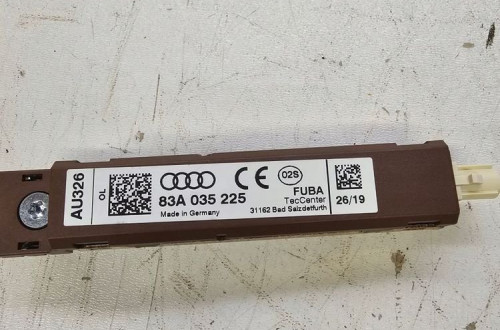 AU326
OL
CE
02S
83A 035 225
FUBA
TecCenter
Made in Germany
31162 Bad Salzdetfurth
26/19